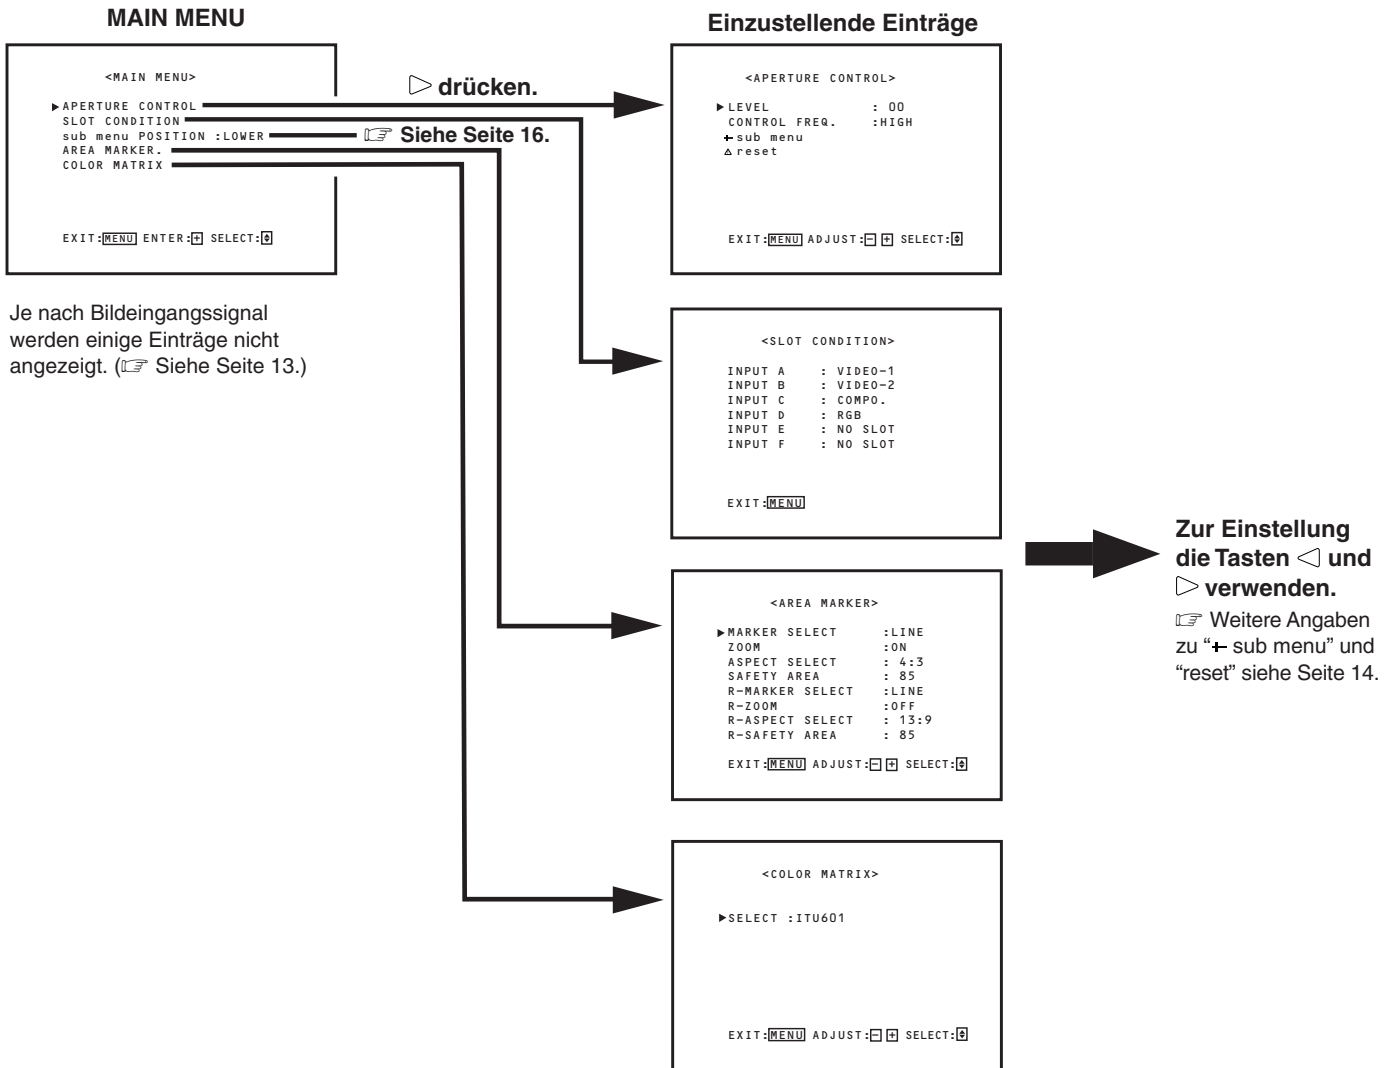 MAIN MENU
<MAIN MENU>
▶APERTURE CONTROL
SLOT CONDITION
sub menu POSITION :LOWER
AREA MARKER.
COLOR MATRIX
EXIT:MENU ENTER:+ SELECT:
▷ drücken.
☞ Siehe Seite 16.
Je nach Bildeingangssignal
werden einige Einträge nicht
angezeigt. (☞ Siehe Seite 13.)
Einzustellende Einträge
<APERTURE CONTROL>
▶LEVEL : 00
CONTROL FREQ. :HIGH
+ sub menu
△ reset
EXIT:MENU ADJUST:- + SELECT:
<SLOT CONDITION>
INPUT A : VIDEO-1
INPUT B : VIDEO-2
INPUT C : COMPO.
INPUT D : RGB
INPUT E : NO SLOT
INPUT F : NO SLOT
EXIT:MENU
<AREA MARKER>
▶MARKER SELECT :LINE
ZOOM :ON
ASPECT SELECT : 4:3
SAFETY AREA : 85
R-MARKER SELECT :LINE
R-ZOOM :OFF
R-ASPECT SELECT : 13:9
R-SAFETY AREA : 85
EXIT:MENU ADJUST:- + SELECT:
<COLOR MATRIX>
▶SELECT :ITU601
EXIT:MENU ADJUST:- + SELECT:
Zur Einstellung
die Tasten ◁ und
▷ verwenden.
☞ Weitere Angaben
zu “+ sub menu” und
“reset” siehe Seite 14.